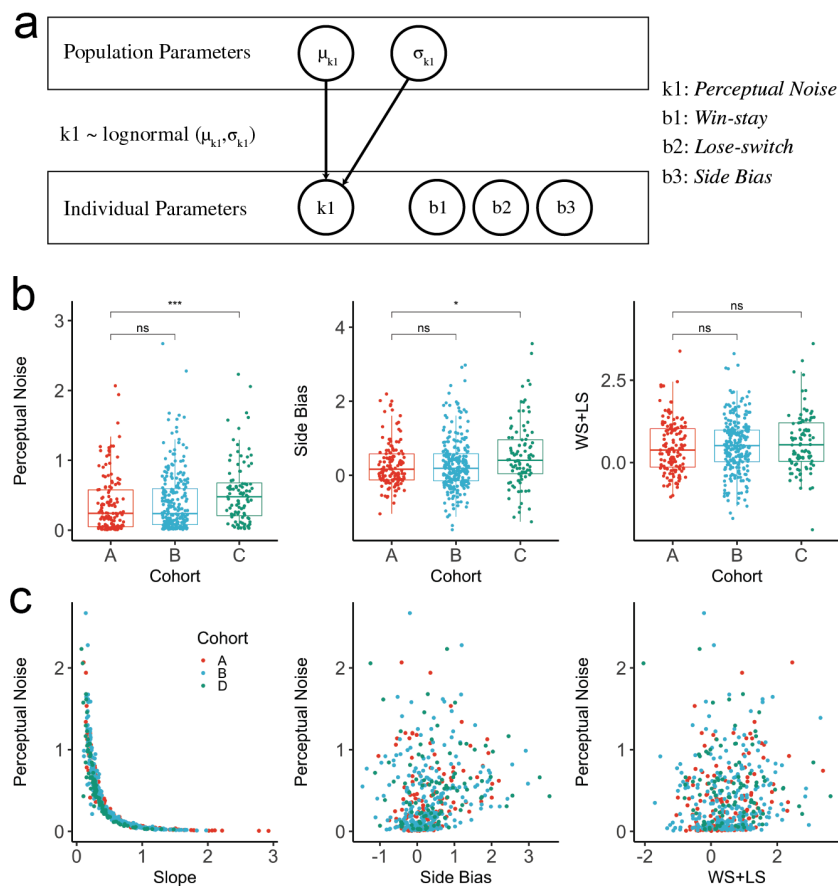 a
Population Parameters
μk1
σk1
k1 ~ lognormal (μk1,σk1)
Individual Parameters
k1
b1
b2
b3
k1: Perceptual Noise
b1: Win-stay
b2: Lose-switch
b3: Side Bias
b
Perceptual Noise
3
2
1
0
***
ns
A
B
C
Cohort
Side Bias
4
2
0
*
ns
A
B
C
Cohort
WS+LS
2.5
0.0
ns
ns
A
B
C
Cohort
c
Perceptual Noise
2
1
0
Cohort
A
B
D
0
1
2
3
Slope
Perceptual Noise
2
1
0
-1
0
1
2
3
Side Bias
Perceptual Noise
2
1
0
-2
0
2
WS+LS